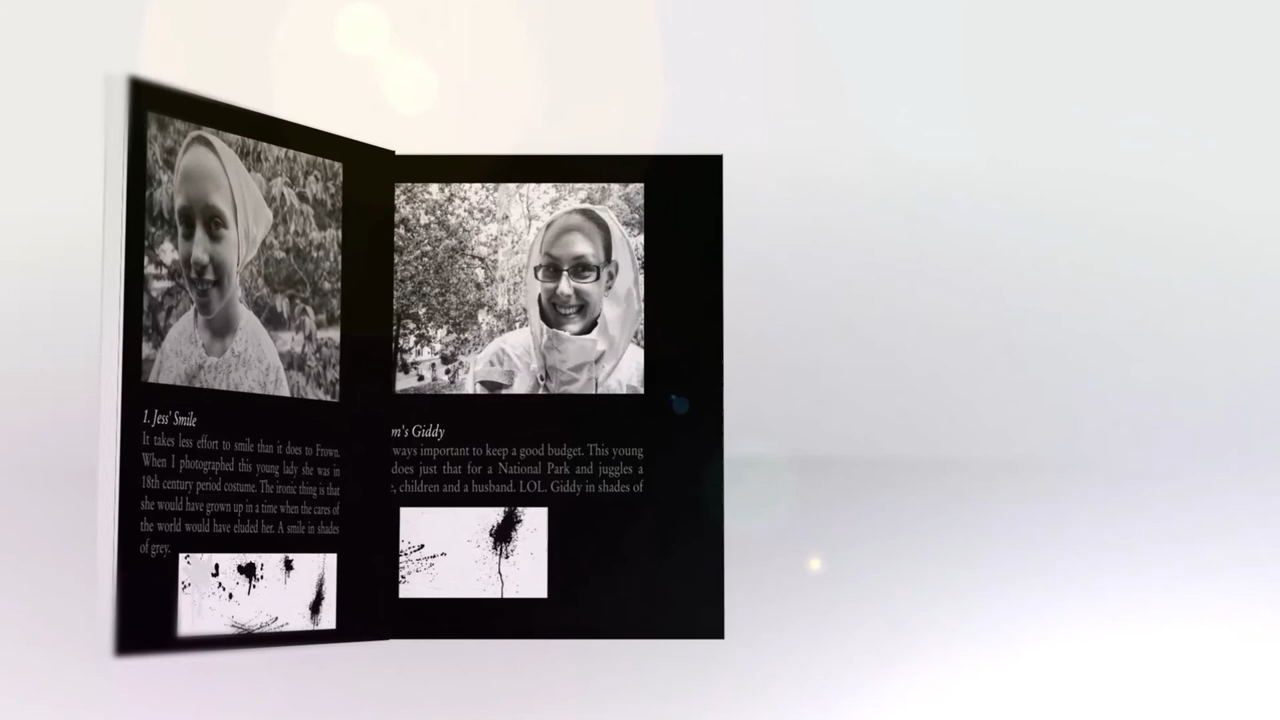 1. Jess' Smile
It takes less effort to smile than it does to Frown.
When I photographed this young lady she was in
18th century period costume. The ironic thing is that
she would have grown up in a time when the cares of
the world would have eluded her. A smile in shades
of grey.
m's Giddy
ways important to keep a good budget. This young
does just that for a National Park and juggles a
, children and a husband. LOL. Giddy in shades of